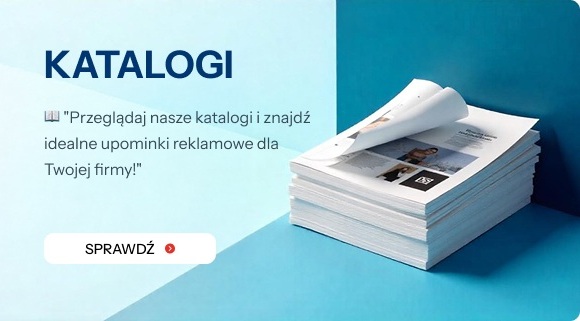 KATALOGI
📖 "Przeglądaj nasze katalogi i znajdź
idealne upominki reklamowe dla
Twojej firmy!"
SPRAWDŹ